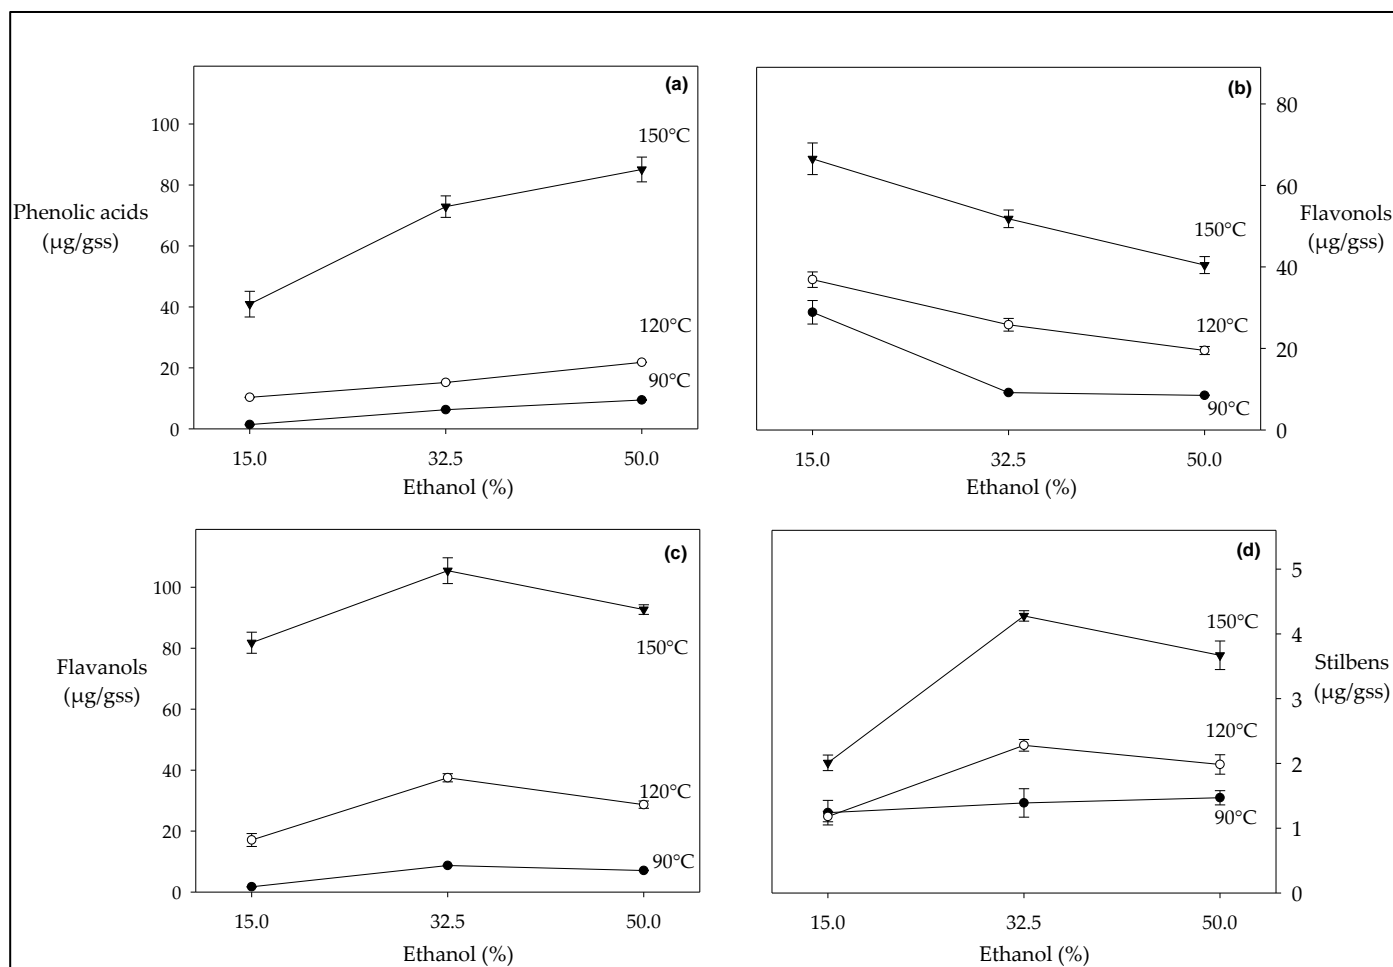 (a)
100
80
60
40
20
0
Phenolic acids
(µg/gss)
150°C
120°C
90°C
15.0 32.5 50.0
Ethanol (%)
(b)
80
60
40
20
0
Flavonols
(µg/gss)
150°C
120°C
90°C
15.0 32.5 50.0
Ethanol (%)
(c)
100
80
60
40
20
0
Flavanols
(µg/gss)
150°C
120°C
90°C
15.0 32.5 50.0
Ethanol (%)
(d)
5
4
3
2
1
0
Stilbens
(µg/gss)
150°C
120°C
90°C
15.0 32.5 50.0
Ethanol (%)